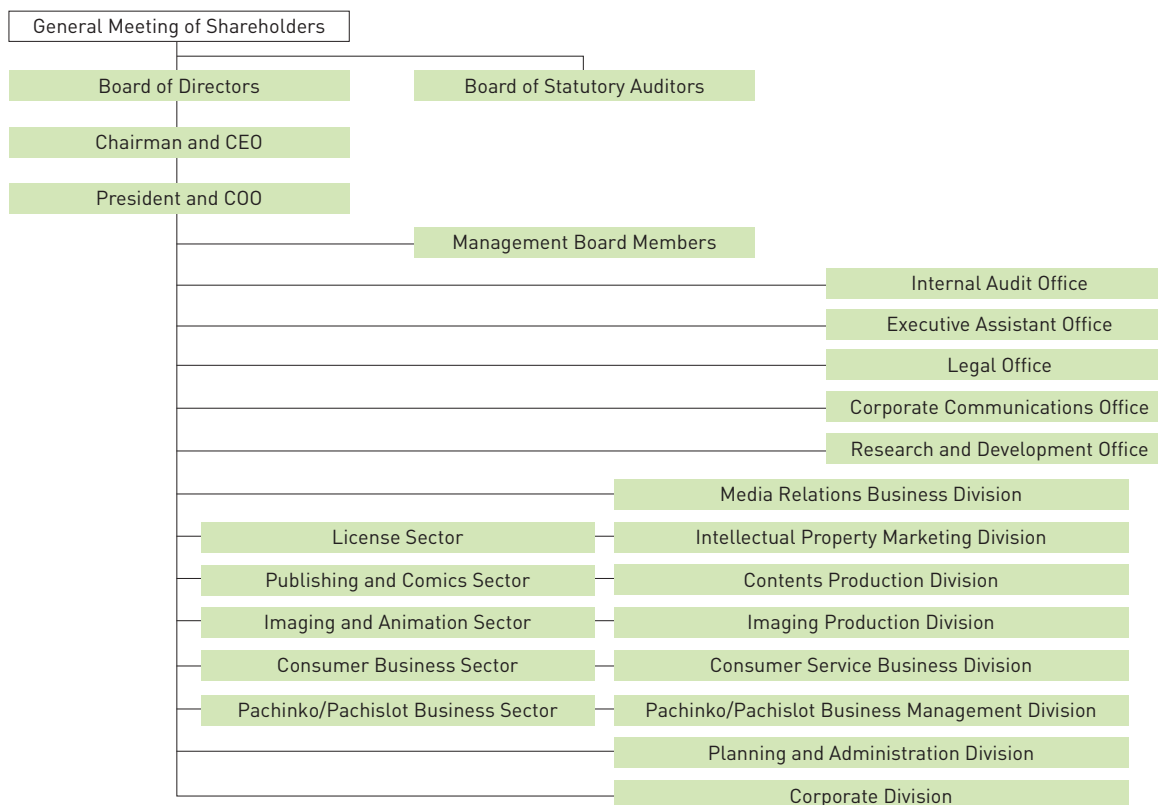 General Meeting of Shareholders
Board of Directors
Board of Statutory Auditors
Chairman and CEO
President and COO
Management Board Members
Internal Audit Office
Executive Assistant Office
Legal Office
Corporate Communications Office
Research and Development Office
Media Relations Business Division
License Sector
Intellectual Property Marketing Division
Publishing and Comics Sector
Contents Production Division
Imaging and Animation Sector
Imaging Production Division
Consumer Business Sector
Consumer Service Business Division
Pachinko/Pachislot Business Sector
Pachinko/Pachislot Business Management Division
Planning and Administration Division
Corporate Division